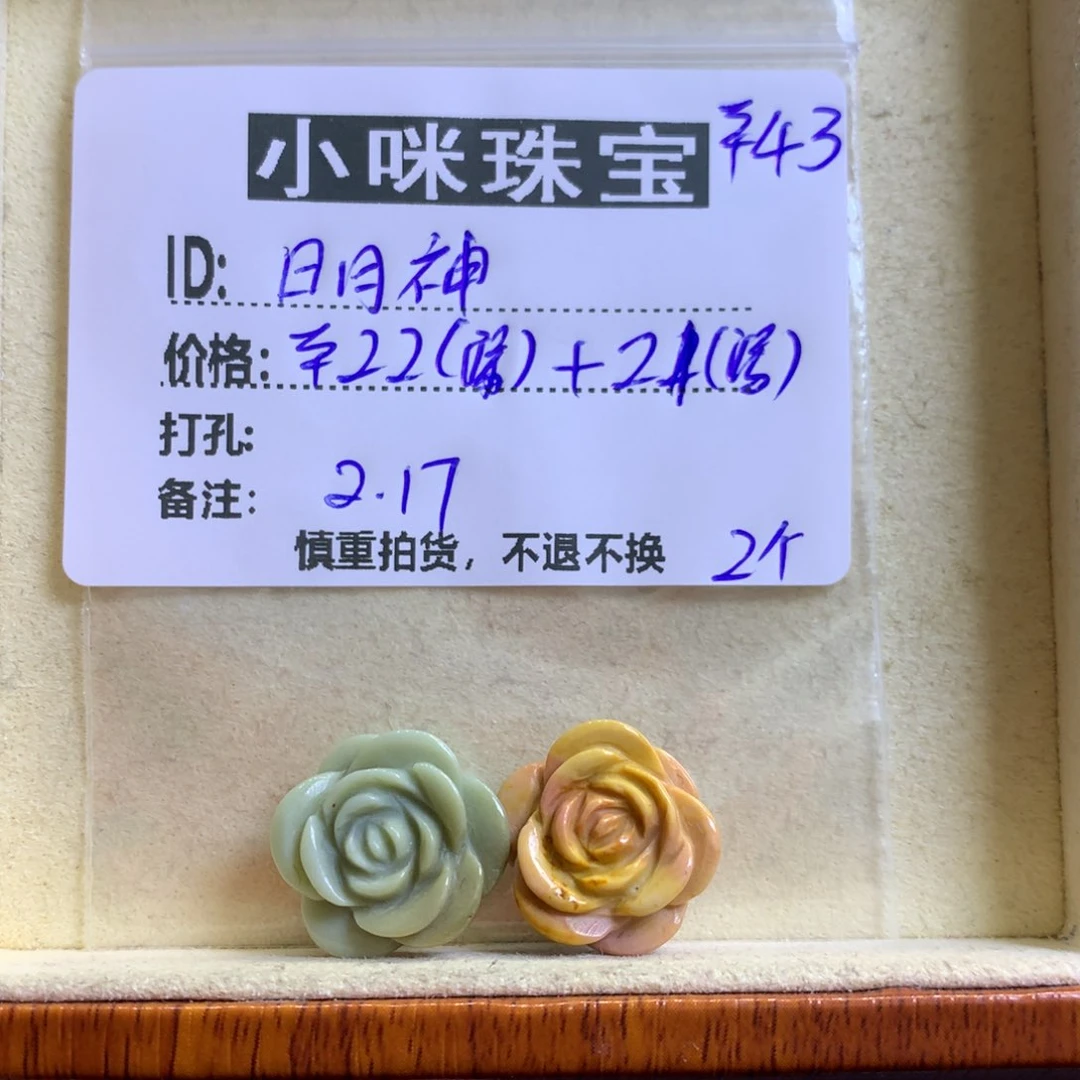 小咪珠宝 ¥43
ID: 日月神
价格: ¥22( ) + 21( )
打孔:
备注: 2.17
慎重拍货，不退不换 2个